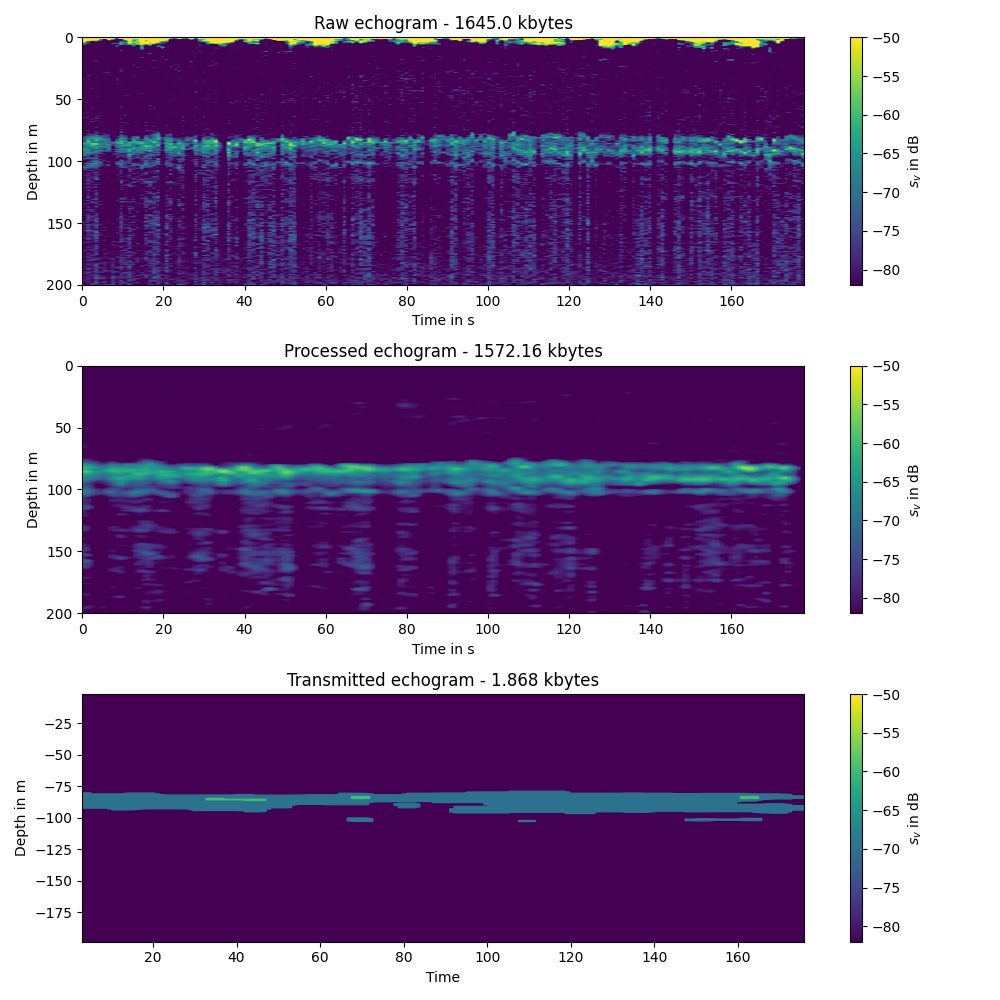 Raw echogram - 1645.0 kbytes
0
50
100
150
200
Depth in m
0 20 40 60 80 100 120 140 160
Time in s
−50
−55
−60
−65
−70
−75
−80
sv in dB
Processed echogram - 1572.16 kbytes
0
50
100
150
200
Depth in m
0 20 40 60 80 100 120 140 160
Time in s
−50
−55
−60
−65
−70
−75
−80
sv in dB
Transmitted echogram - 1.868 kbytes
−25
−50
−75
−100
−125
−150
−175
Depth in m
20 40 60 80 100 120 140 160
Time
−50
−55
−60
−65
−70
−75
−80
sv in dB